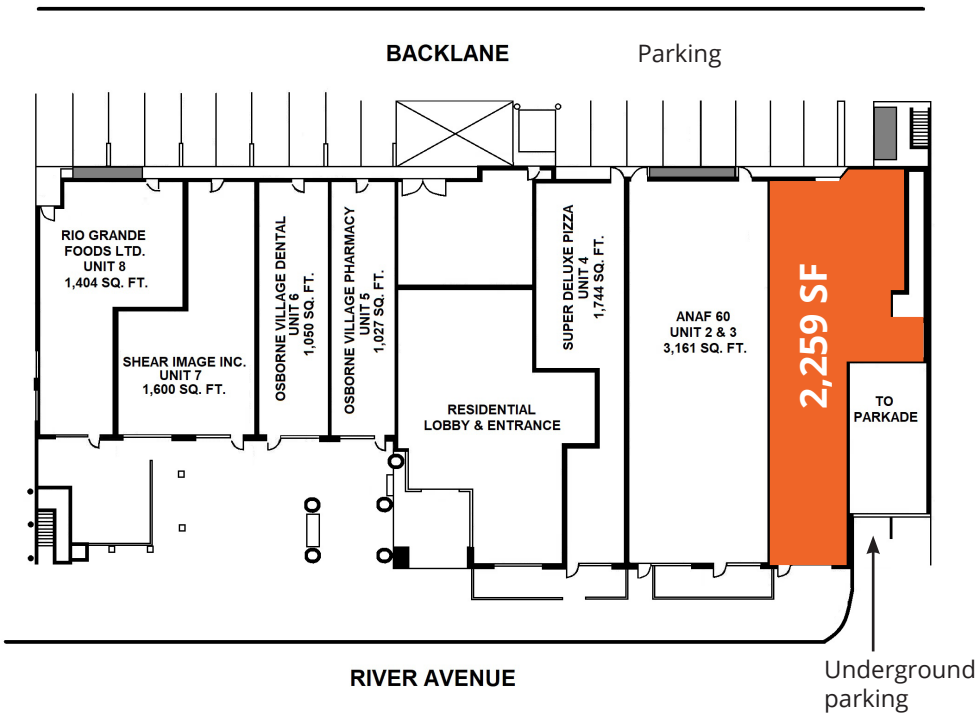 BACKLANE
Parking
RIO GRANDE
FOODS LTD.
UNIT 8
1,404 SQ. FT.
SHEAR IMAGE INC.
UNIT 7
1,600 SQ. FT.
OSBORNE VILLAGE DENTAL
UNIT 6
1,050 SQ. FT.
OSBORNE VILLAGE PHARMACY
UNIT 5
1,027 SQ. FT.
RESIDENTIAL
LOBBY & ENTRANCE
SUPER DELUXE PIZZA
UNIT 4
1,744 SQ. FT.
ANAF 60
UNIT 2 & 3
3,161 SQ. FT.
2,259 SF
TO
PARKADE
RIVER AVENUE
Underground
parking